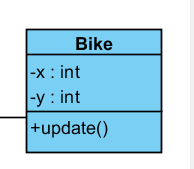 Bike
-x : int
-y : int
+update()